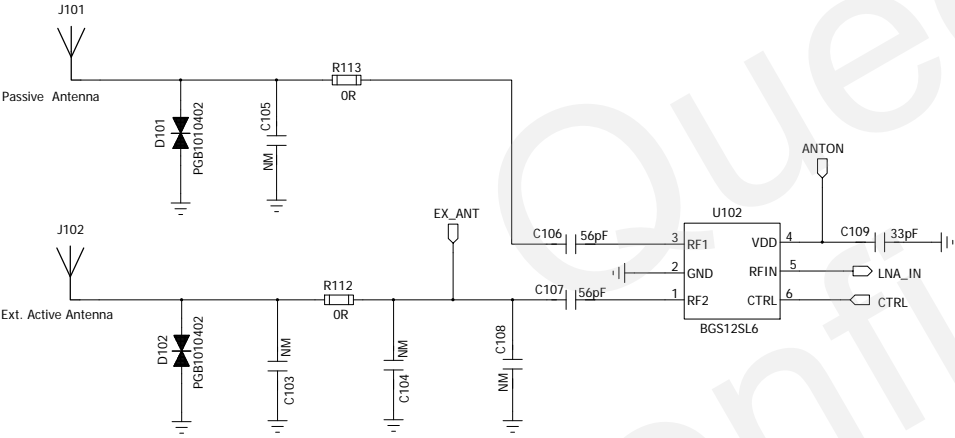 J101
Passive Antenna
D101
PGB1010402
C105
NM
R113
0R
J102
Ext. Active Antenna
D102
PGB1010402
NM
C103
R112
0R
NM
C104
EX_ANT
C108
NM
C106 56pF
C107 56pF
U102
3 RF1
2 GND
1 RF2
VDD 4
RFIN 5
CTRL 6
BGS12SL6
ANTON
C109 33pF
LNA_IN
CTRL